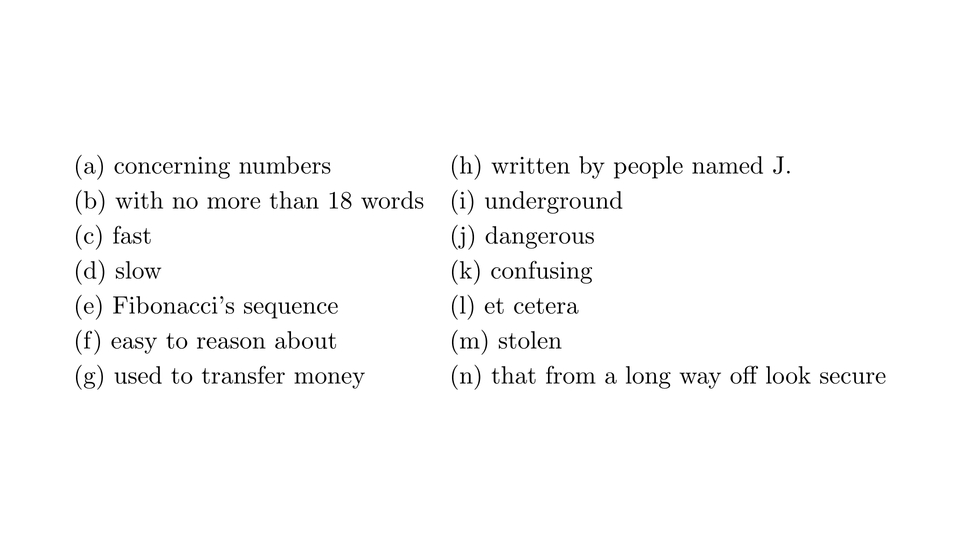 (a) concerning numbers
(b) with no more than 18 words
(c) fast
(d) slow
(e) Fibonacci's sequence
(f) easy to reason about
(g) used to transfer money
(h) written by people named J.
(i) underground
(j) dangerous
(k) confusing
(l) et cetera
(m) stolen
(n) that from a long way off look secure